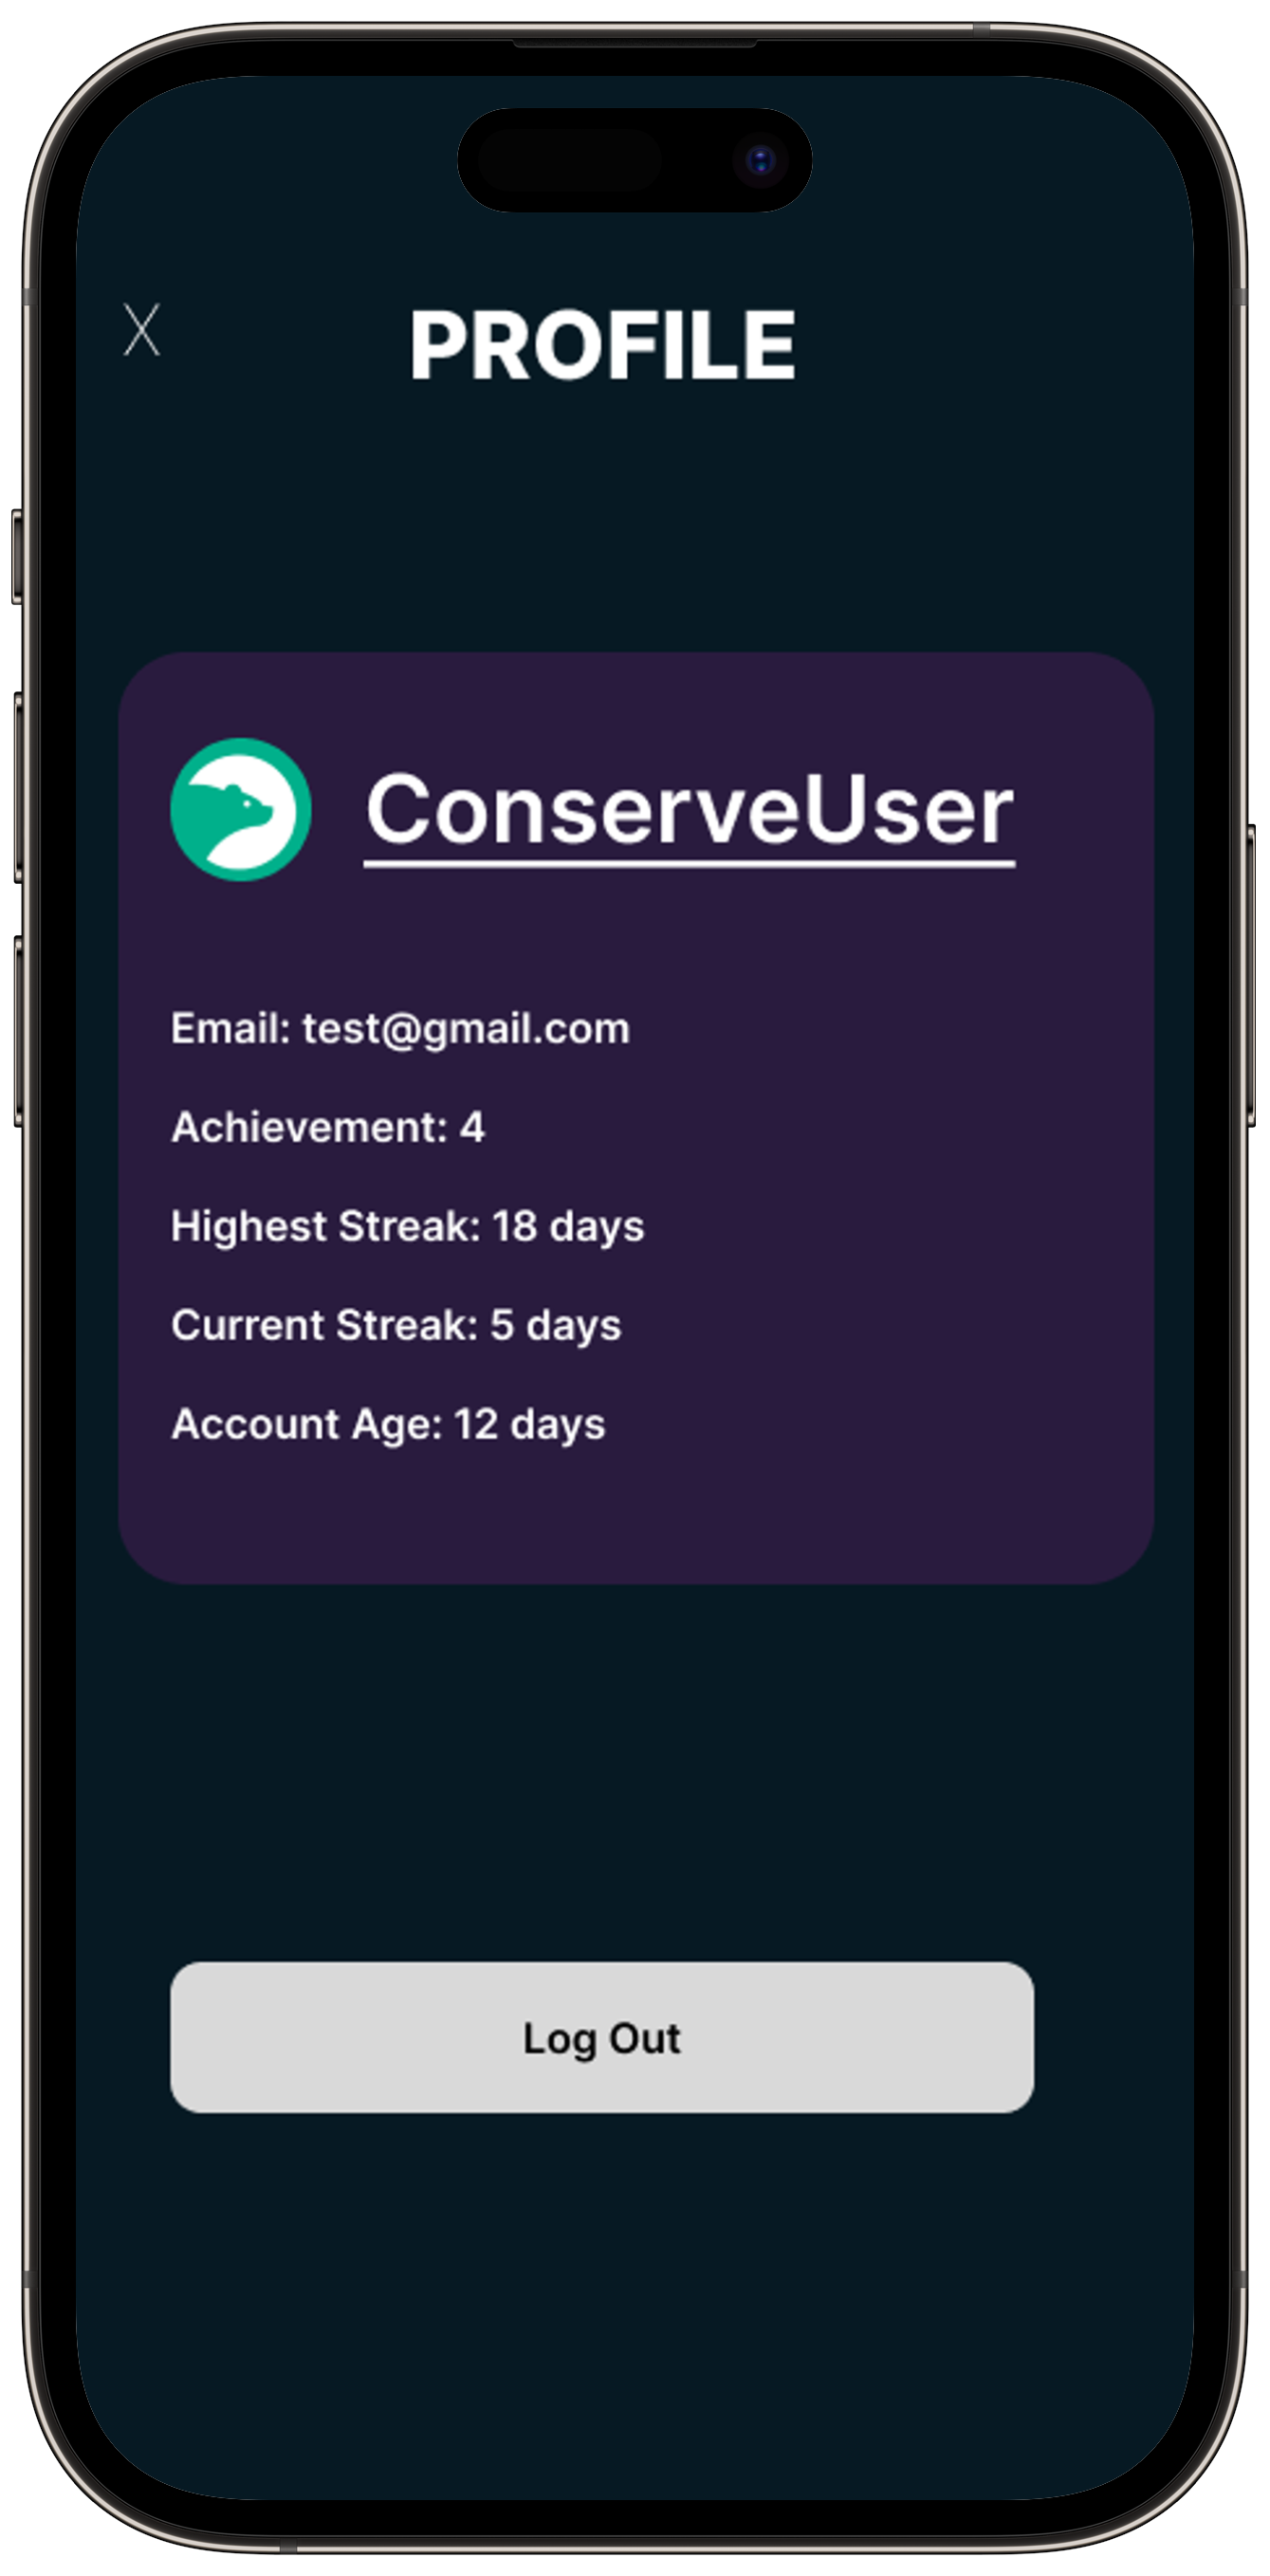 X
PROFILE
ConserveUser
Email: test@gmail.com
Achievement: 4
Highest Streak: 18 days
Current Streak: 5 days
Account Age: 12 days
Log Out